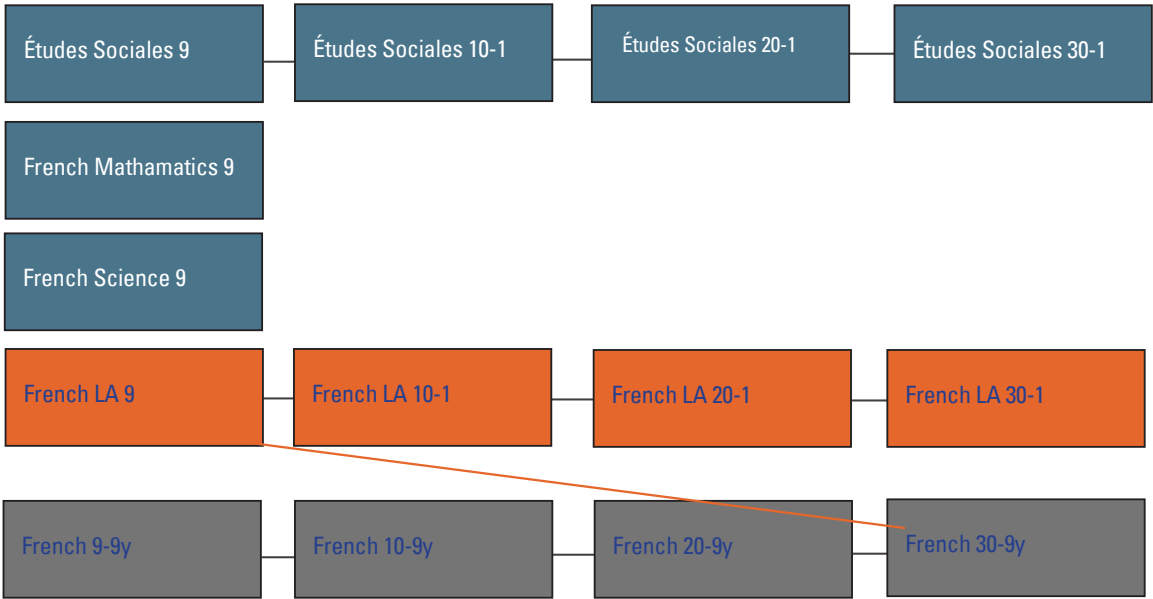 Études Sociales 9
Études Sociales 10-1
Études Sociales 20-1
Études Sociales 30-1
French Mathamatics 9
French Science 9
French LA 9
French LA 10-1
French LA 20-1
French LA 30-1
French 9-9y
French 10-9y
French 20-9y
French 30-9y